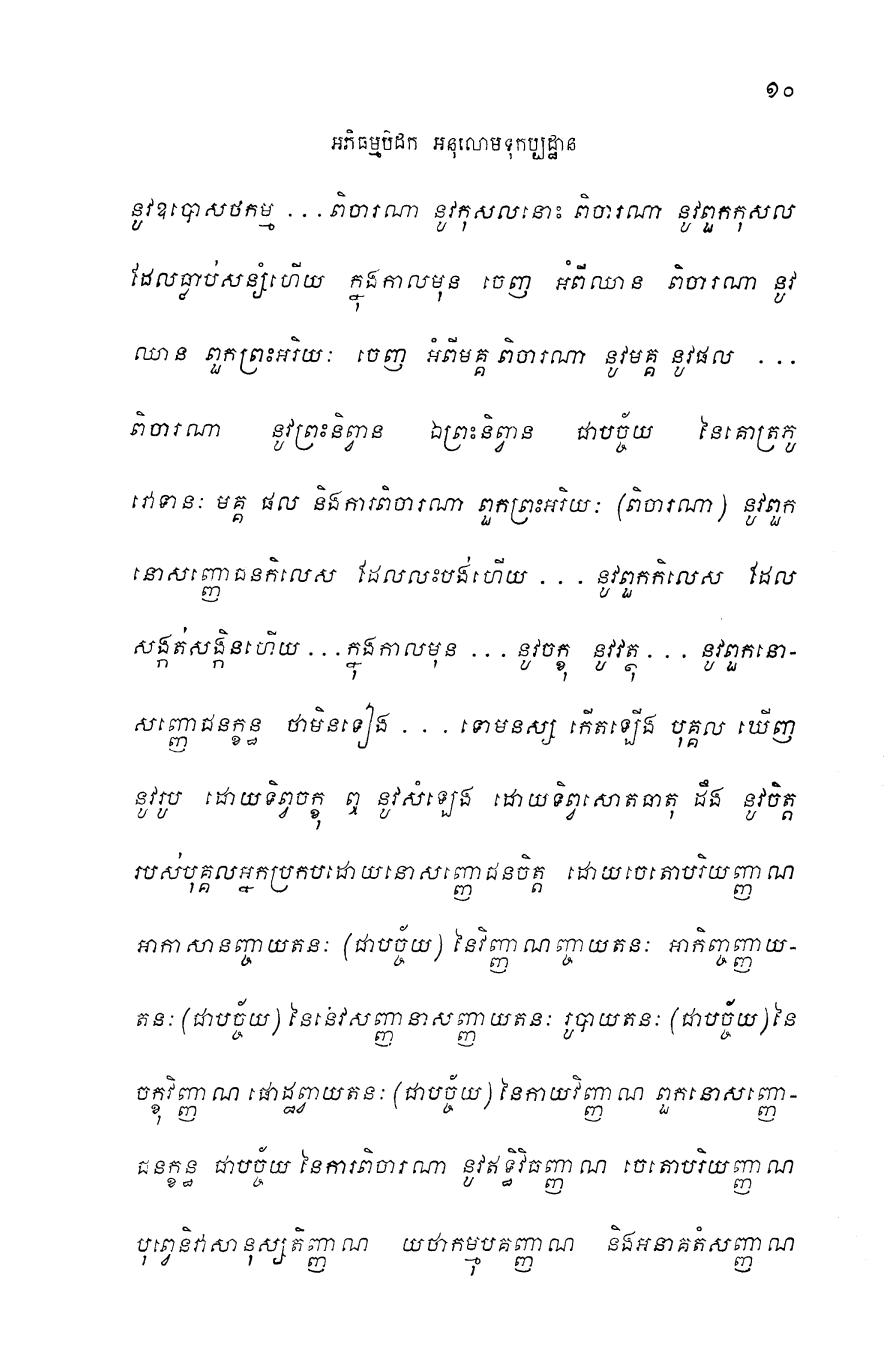 ១០
អភិធម្មបិដក អនុលោមទុកប្បដ្ឋាន
នូវឧបោសថកម្ម ...ពិចារណា នូវកុសលនោះ ពិចារណា នូវពួកកុសល
ដែលធ្លាប់សន្សំហើយ ក្នុងកាលមុន ចេញ អំពីឈាន ពិចារណា នូវ
ឈាន ពួកព្រះអរិយៈ ចេញ អំពីមគ្គ ពិចារណា នូវមគ្គ នូវផល ...
ពិចារណា នូវព្រះនិព្វាន ឯព្រះនិព្វាន ជាបច្ច័យ នៃគោត្រភូ
វោទានៈ មគ្គ ផល និងការពិចារណា ពួកព្រះអរិយៈ (ពិចារណា) នូវពួក
នោសញ្ញោជនកិលេស ដែលលះបង់ហើយ ... នូវពួកកិលេស ដែល
សង្កត់សង្កិនហើយ ...ក្នុងកាលមុន ... នូវចក្ខុ នូវវត្ថុ ... នូវពួកនោ-
សញ្ញោជនក្ខន្ធ ថាមិនទៀង ... ទោមនស្ស កើតឡើង បុគ្គល ឃើញ
នូវរូប ដោយទិព្វចក្ខុ ឮ នូវសំឡេង ដោយទិព្វសោតធាតុ ដឹង នូវចិត្ត
របស់បុគ្គលអ្នកប្រកបដោយនោសញ្ញោជនចិត្ត ដោយចេតោបរិយញ្ញាណ
អាកាសានញ្ចាយតនៈ (ជាបច្ច័យ) នៃវិញ្ញាណញ្ចាយតនៈ អាកិញ្ចញ្ញាយ-
តនៈ (ជាបច្ច័យ) នៃនេវសញ្ញានាសញ្ញាយតនៈ រូបាយតនៈ (ជាបច្ច័យ) នៃ
ចក្ខុវិញ្ញាណ ផោដ្ឋព្វាយតនៈ (ជាបច្ច័យ) នៃកាយវិញ្ញាណ ពួកនោសញ្ញោ-
ជនក្ខន្ធ ជាបច្ច័យ នៃការពិចារណា នូវឥទ្ធិវិធញ្ញាណ ចេតោបរិយញ្ញាណ
បុព្វេនិវាសានុស្សតិញ្ញាណ យថាកម្មុបគញ្ញាណ និងអនាគតំសញ្ញាណ